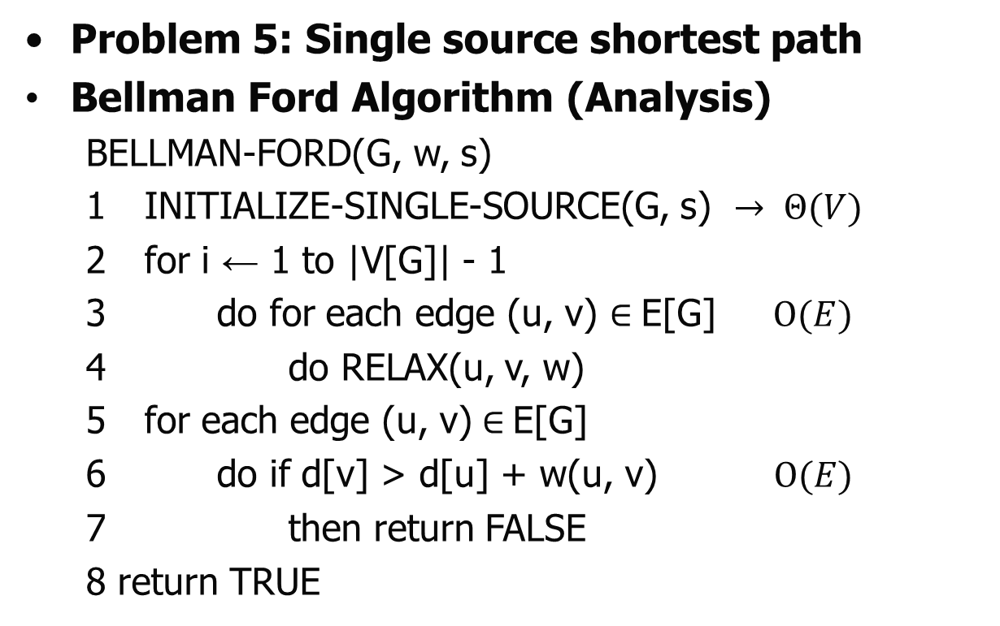 • Problem 5: Single source shortest path
• Bellman Ford Algorithm (Analysis)
BELLMAN-FORD(G, w, s)
1 INITIALIZE-SINGLE-SOURCE(G, s) → Θ(V)
2 for i ← 1 to |V[G]| - 1
3 do for each edge (u, v) ∈ E[G] O(E)
4 do RELAX(u, v, w)
5 for each edge (u, v) ∈ E[G]
6 do if d[v] > d[u] + w(u, v) O(E)
7 then return FALSE
8 return TRUE